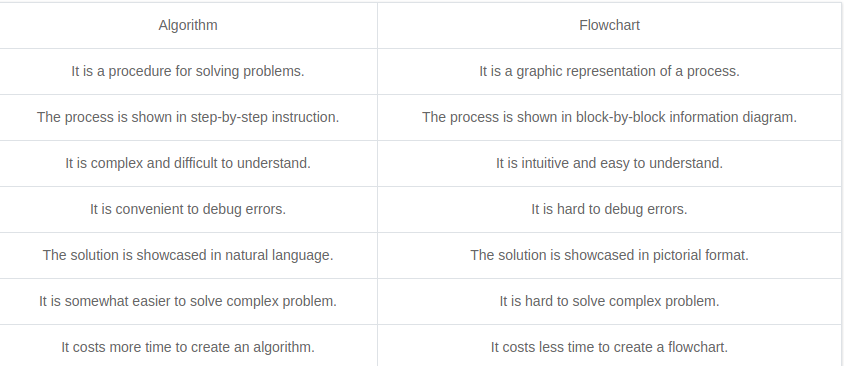 Algorithm
Flowchart
It is a procedure for solving problems.
It is a graphic representation of a process.
The process is shown in step-by-step instruction.
The process is shown in block-by-block information diagram.
It is complex and difficult to understand.
It is intuitive and easy to understand.
It is convenient to debug errors.
It is hard to debug errors.
The solution is showcased in natural language.
The solution is showcased in pictorial format.
It is somewhat easier to solve complex problem.
It is hard to solve complex problem.
It costs more time to create an algorithm.
It costs less time to create a flowchart.